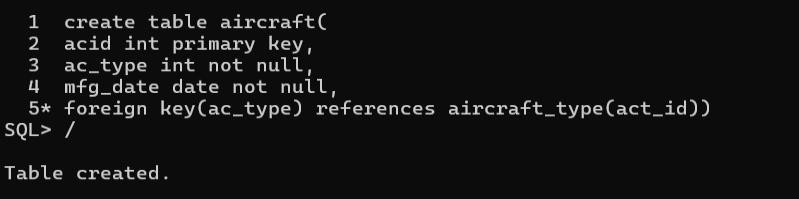 1 create table aircraft(
2 acid int primary key,
3 ac_type int not null,
4 mfg_date date not null,
5* foreign key(ac_type) references aircraft_type(act_id))
SQL> /
Table created.